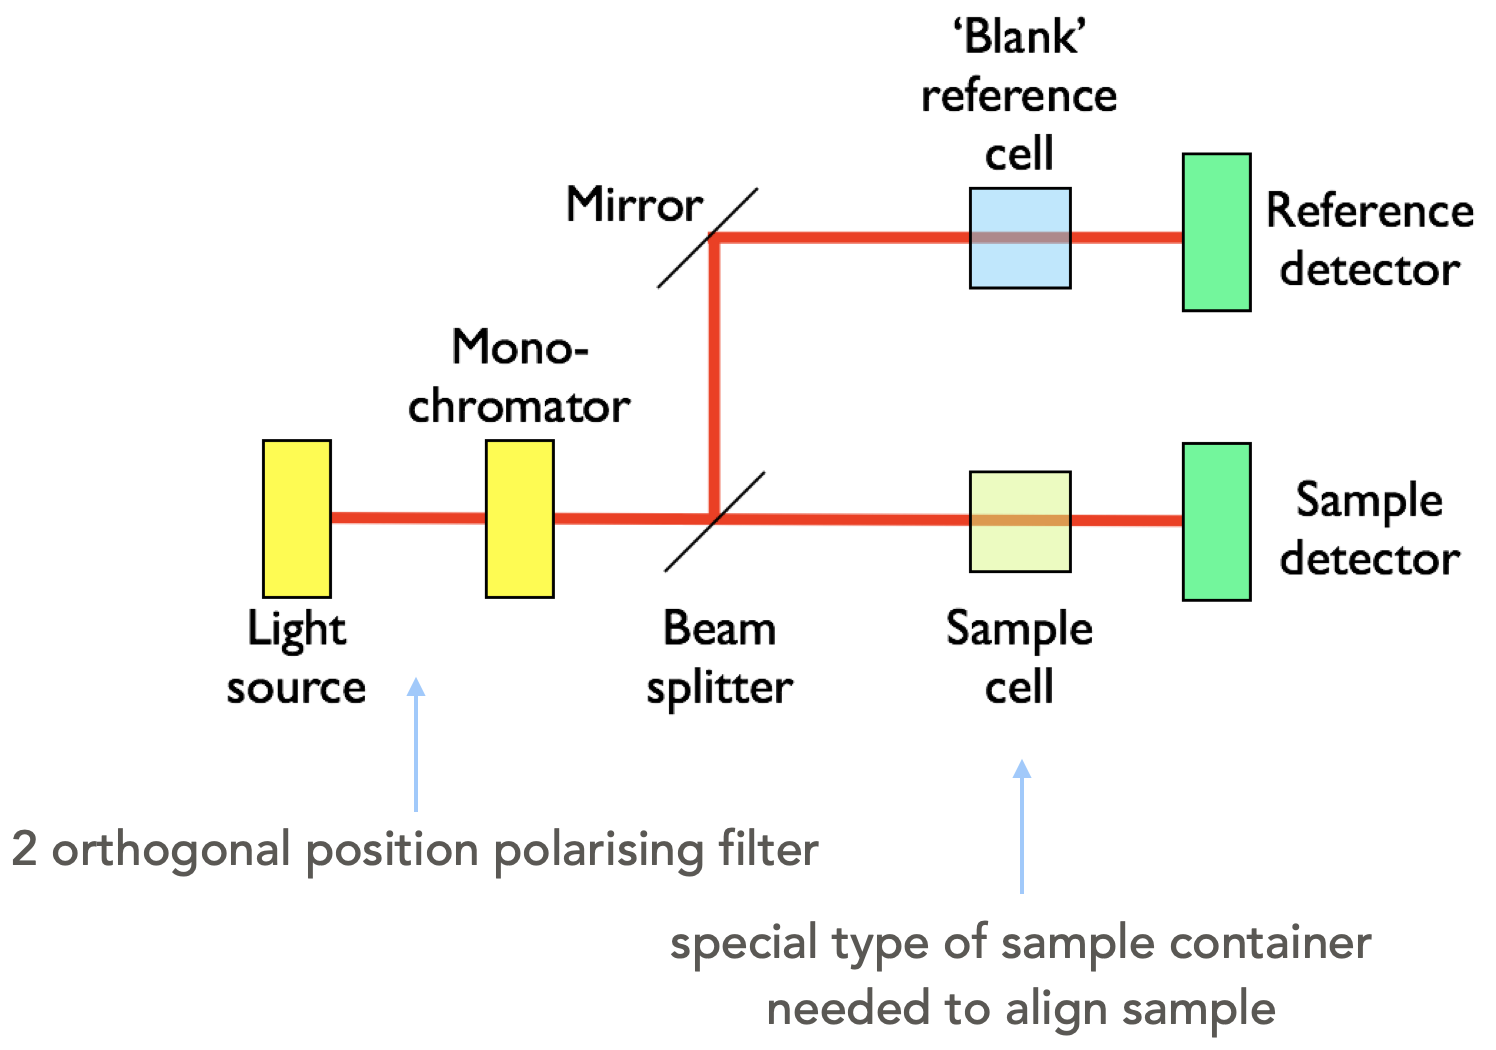 ‘Blank’
reference
cell
Mirror
Reference
detector
Mono-
chromator
Sample
detector
Light
source
Beam
splitter
Sample
cell
2 orthogonal position polarising filter
special type of sample container
needed to align sample